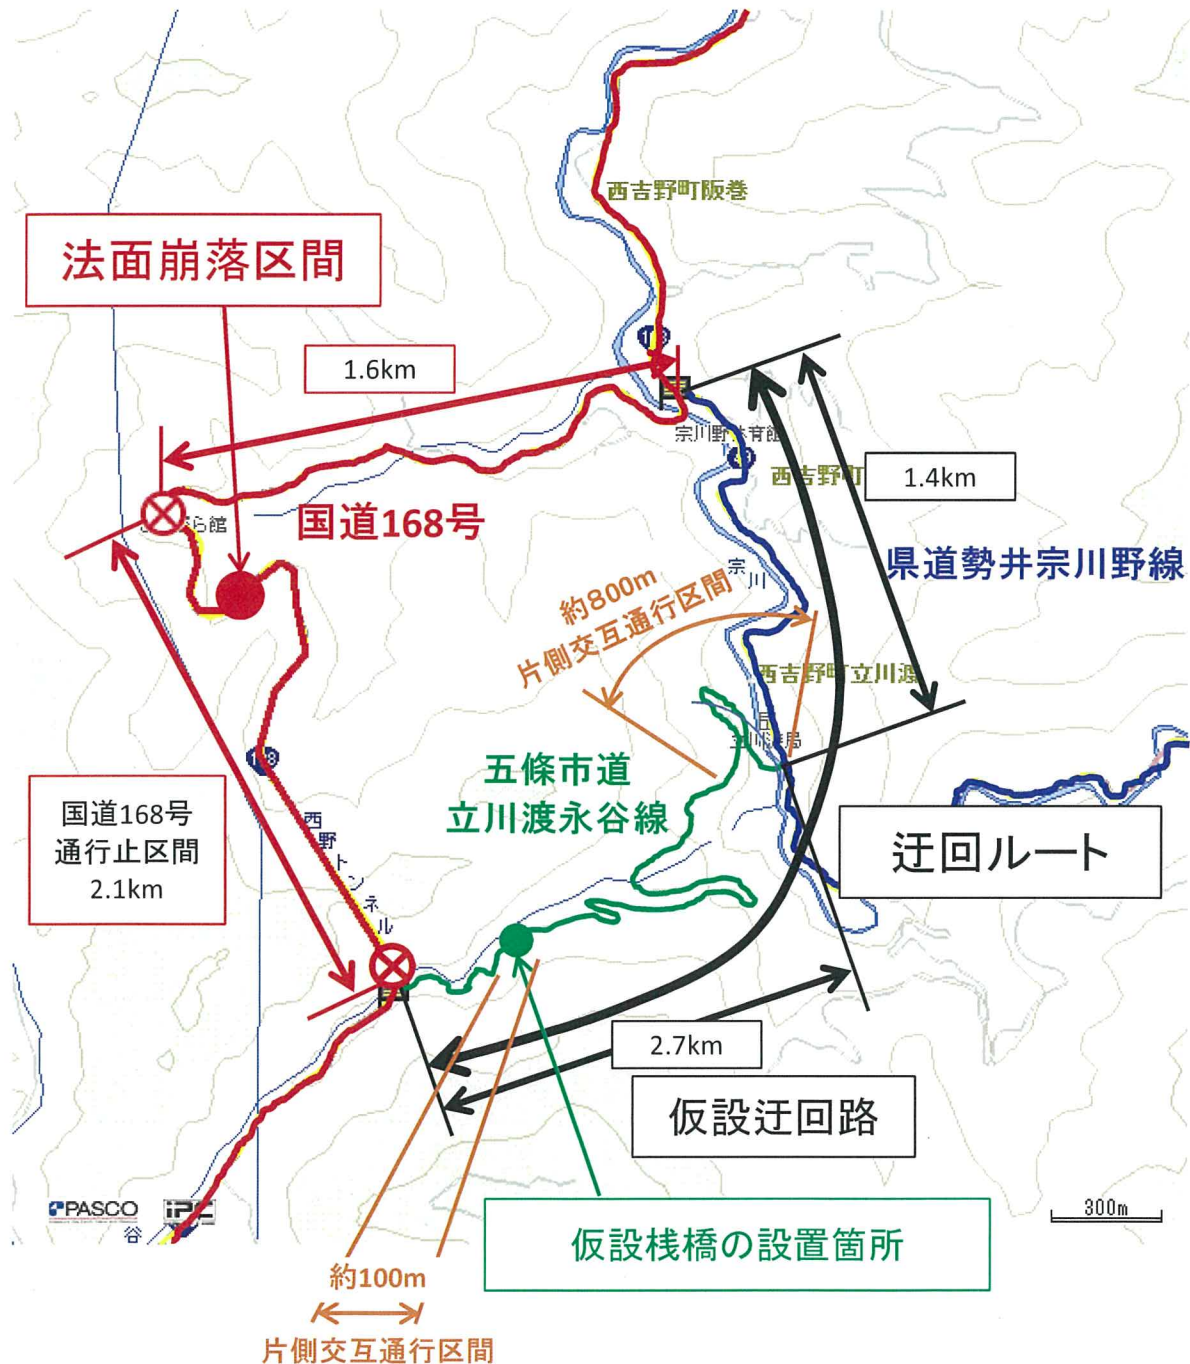 西吉野町阪巻
法面崩落区間
1.6km
宗川野体育館
西吉野町
1.4km
国道168号
県道勢井宗川野線
宗川
約800m
片側交互通行区間
西吉野町立川渡
五條市道
立川渡永谷線
国道168号
通行止区間
2.1km
西野トンネル
迂回ルート
2.7km
仮設迂回路
PASCO
iPC
谷
300m
仮設桟橋の設置箇所
約100m
片側交互通行区間